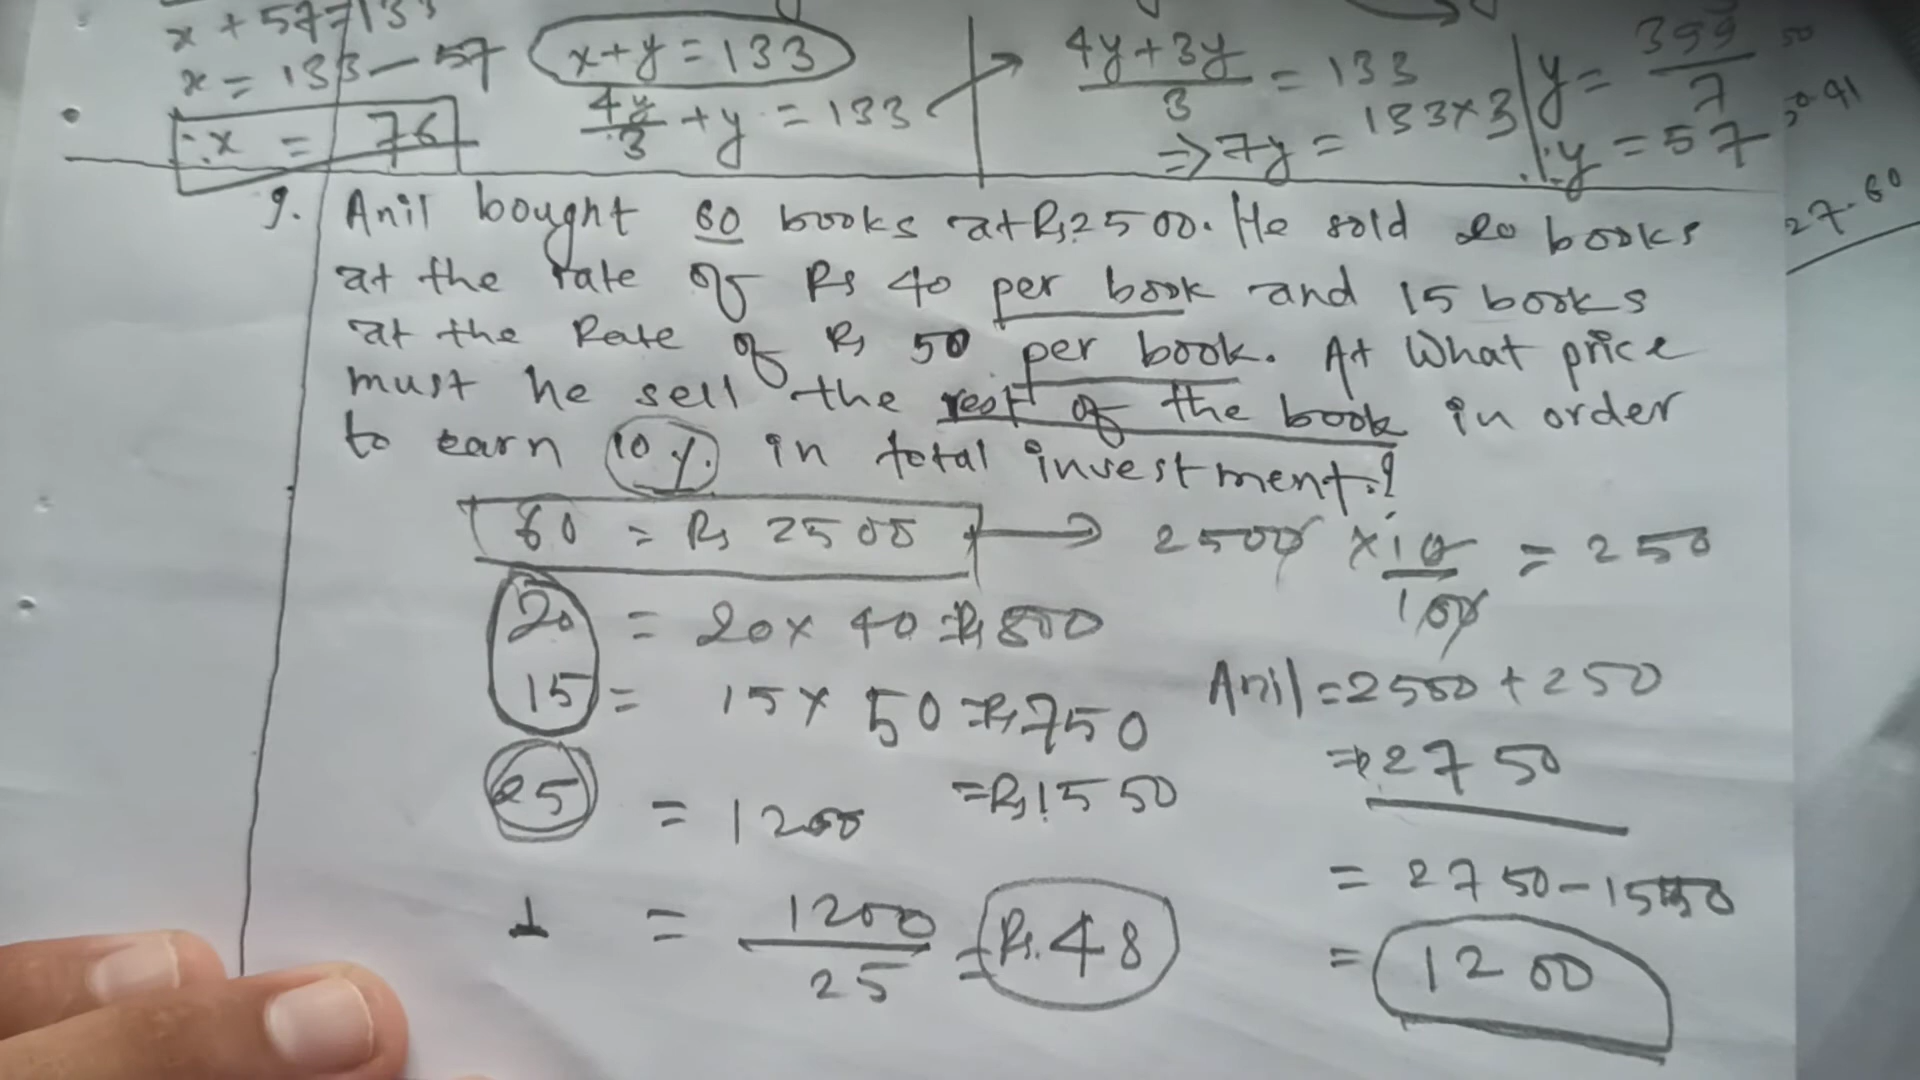 x + 57 = 133
x = 133 - 57
∴ x = 76
x + y = 133
4y/3 + y = 133
4y + 3y / 3 = 133
⇒ 7y = 133 × 3
y = 399/7
∴ y = 57
27.60
9. Anil bought 60 books at Rs 2500. He sold 20 books
at the rate of Rs 40 per book and 15 books
at the Rate of Rs 50 per book. At What price
must he sell the rest of the book in order
to earn 10%. in total investment.?
60 = Rs 2500 → 2500 × 10/100 = 250
20 = 20 × 40 = Rs 800
15 = 15 × 50 = Rs 750
= Rs 1550
25 = 1200
1 = 1200/25 = Rs. 48
Anil = 2500 + 250
⇒ 2750
= 2750 - 1550
= 1200